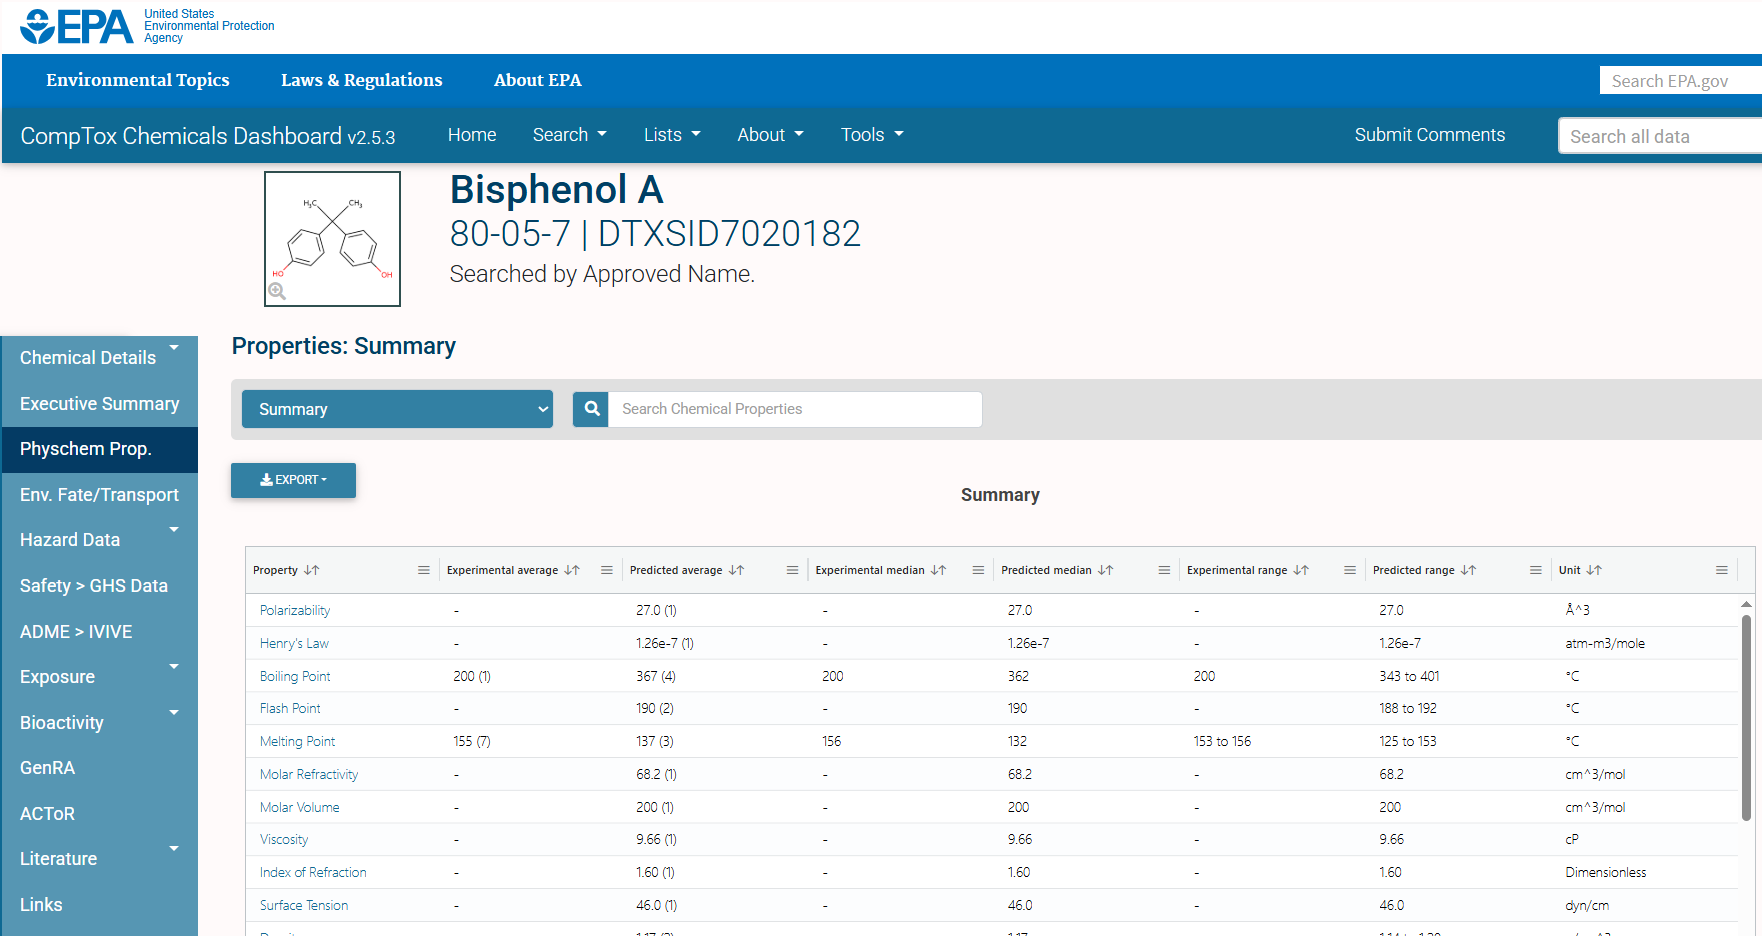 EPA United States
Environmental Protection
Agency
Environmental Topics Laws & Regulations About EPA Search EPA.gov
CompTox Chemicals Dashboard v2.5.3 Home Search Lists About Tools Submit Comments Search all data
H3C CH3
HO OH
Bisphenol A
80-05-7 | DTXSID7020182
Searched by Approved Name.
Chemical Details
Executive Summary
Physchem Prop.
Env. Fate/Transport
Hazard Data
Safety > GHS Data
ADME > IVIVE
Exposure
Bioactivity
GenRA
ACToR
Literature
Links
Properties: Summary
Summary Search Chemical Properties
EXPORT
Summary
Property Experimental average Predicted average Experimental median Predicted median Experimental range Predicted range Unit
Polarizability - 27.0 (1) - 27.0 - 27.0 Å^3
Henry's Law - 1.26e-7 (1) - 1.26e-7 - 1.26e-7 atm-m3/mole
Boiling Point 200 (1) 367 (4) 200 362 200 343 to 401 °C
Flash Point - 190 (2) - 190 - 188 to 192 °C
Melting Point 155 (7) 137 (3) 156 132 153 to 156 125 to 153 °C
Molar Refractivity - 68.2 (1) - 68.2 - 68.2 cm^3/mol
Molar Volume - 200 (1) - 200 - 200 cm^3/mol
Viscosity - 9.66 (1) - 9.66 - 9.66 cP
Index of Refraction - 1.60 (1) - 1.60 - 1.60 Dimensionless
Surface Tension - 46.0 (1) - 46.0 - 46.0 dyn/cm